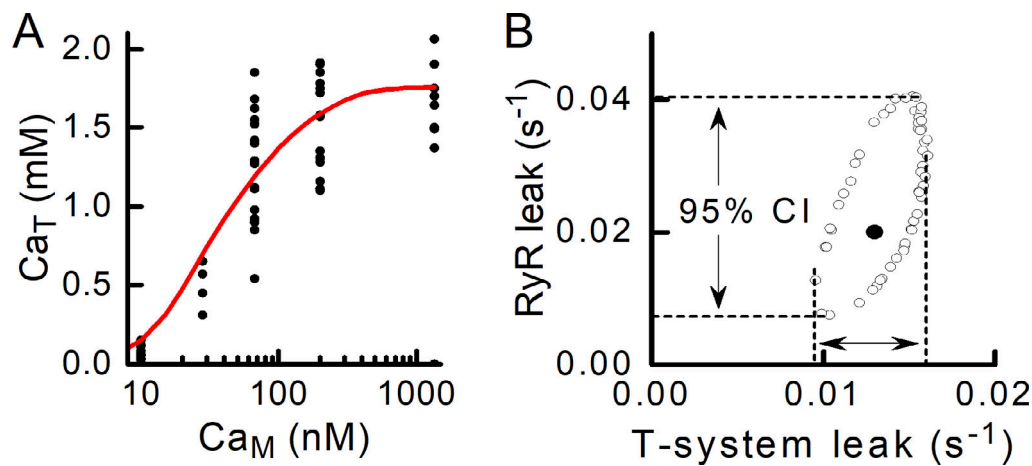 A
2.0
1.5
1.0
0.5
0.0
CaT (mM)
10
100
1000
CaM (nM)
B
0.04
0.02
0.00
RyR leak (s-1)
95% CI
0.00
0.01
0.02
T-system leak (s-1)